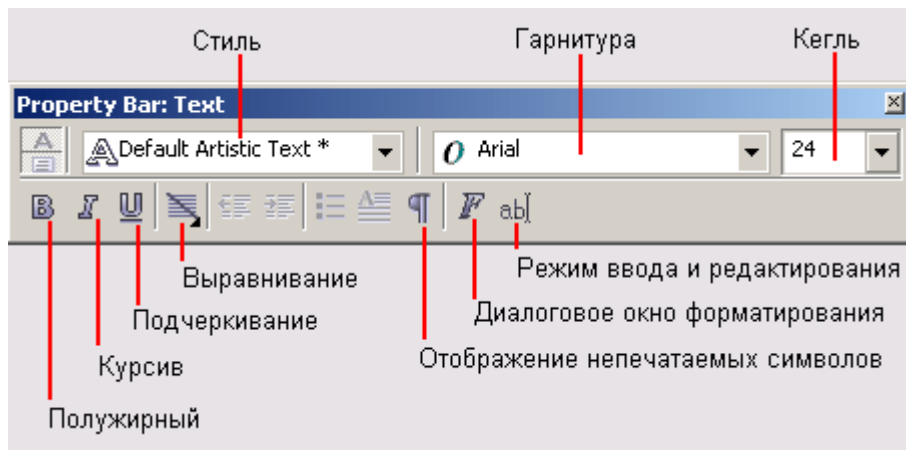 Стиль Гарнитура Кегль
Property Bar: Text
Default Artistic Text * Arial 24
B I U ¶ F ab
Выравнивание Режим ввода и редактирования
Подчеркивание Диалоговое окно форматирования
Курсив Отображение непечатаемых символов
Полужирный